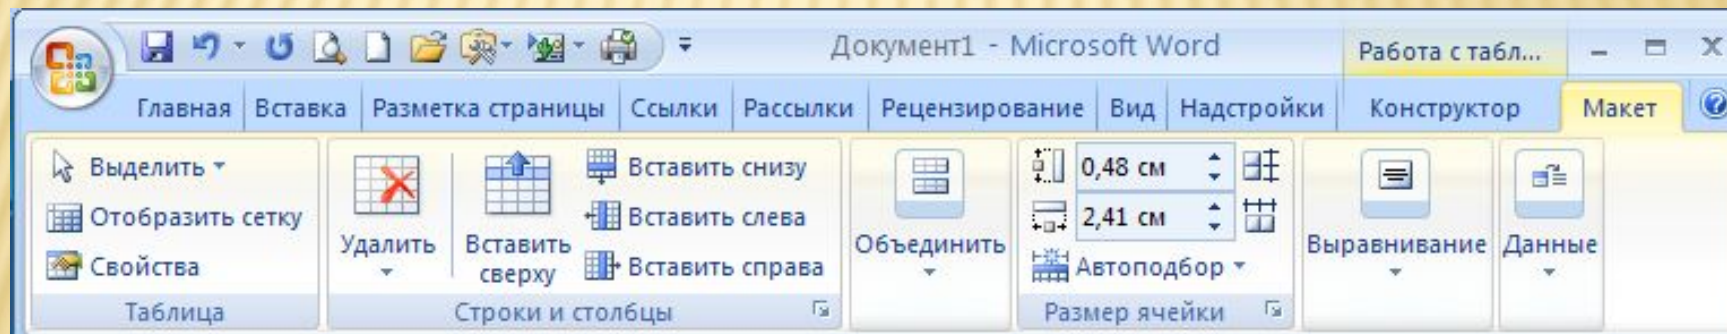 Документ1 - Microsoft Word
Работа с табл...
Главная Вставка Разметка страницы Ссылки Рассылки Рецензирование Вид Надстройки Конструктор Макет
Выделить
Отобразить сетку
Свойства
Таблица
Удалить
Вставить
сверху
Вставить снизу
Вставить слева
Вставить справа
Строки и столбцы
Объединить
0,48 см
2,41 см
Автоподбор
Размер ячейки
Выравнивание
Данные